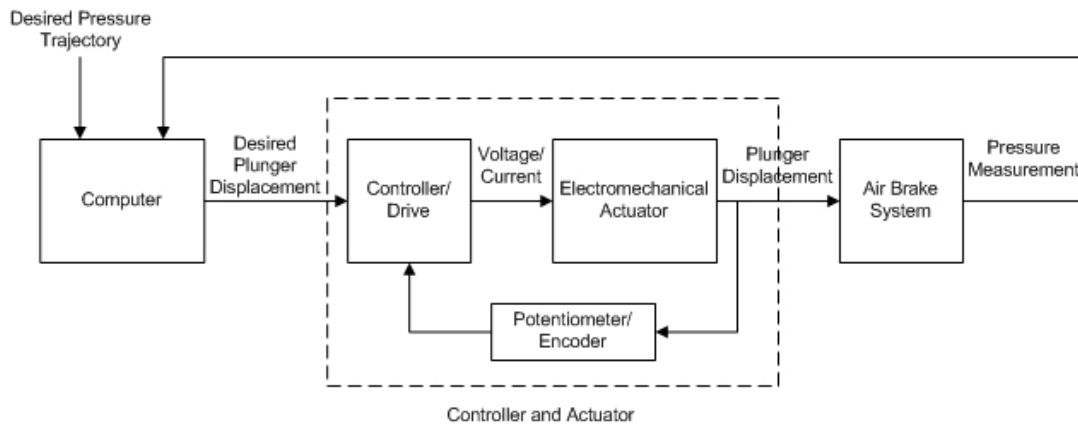 Desired Pressure
Trajectory
Computer
Desired
Plunger
Displacement
Controller/
Drive
Voltage/
Current
Electromechanical
Actuator
Plunger
Displacement
Air Brake
System
Pressure
Measurement
Potentiometer/
Encoder
Controller and Actuator